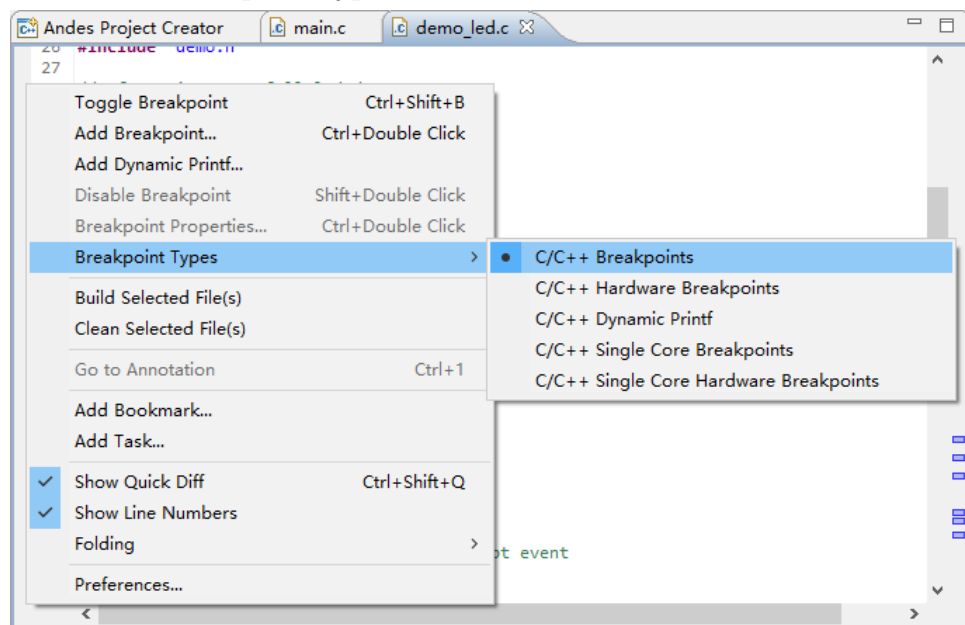 Andes Project Creator main.c demo_led.c
26 #include "demo.h"
27
Toggle Breakpoint Ctrl+Shift+B
Add Breakpoint... Ctrl+Double Click
Add Dynamic Printf...
Disable Breakpoint Shift+Double Click
Breakpoint Properties... Ctrl+Double Click
Breakpoint Types
C/C++ Breakpoints
C/C++ Hardware Breakpoints
C/C++ Dynamic Printf
C/C++ Single Core Breakpoints
C/C++ Single Core Hardware Breakpoints
Build Selected File(s)
Clean Selected File(s)
Go to Annotation Ctrl+1
Add Bookmark...
Add Task...
Show Quick Diff Ctrl+Shift+Q
Show Line Numbers
Folding
pt event
Preferences...